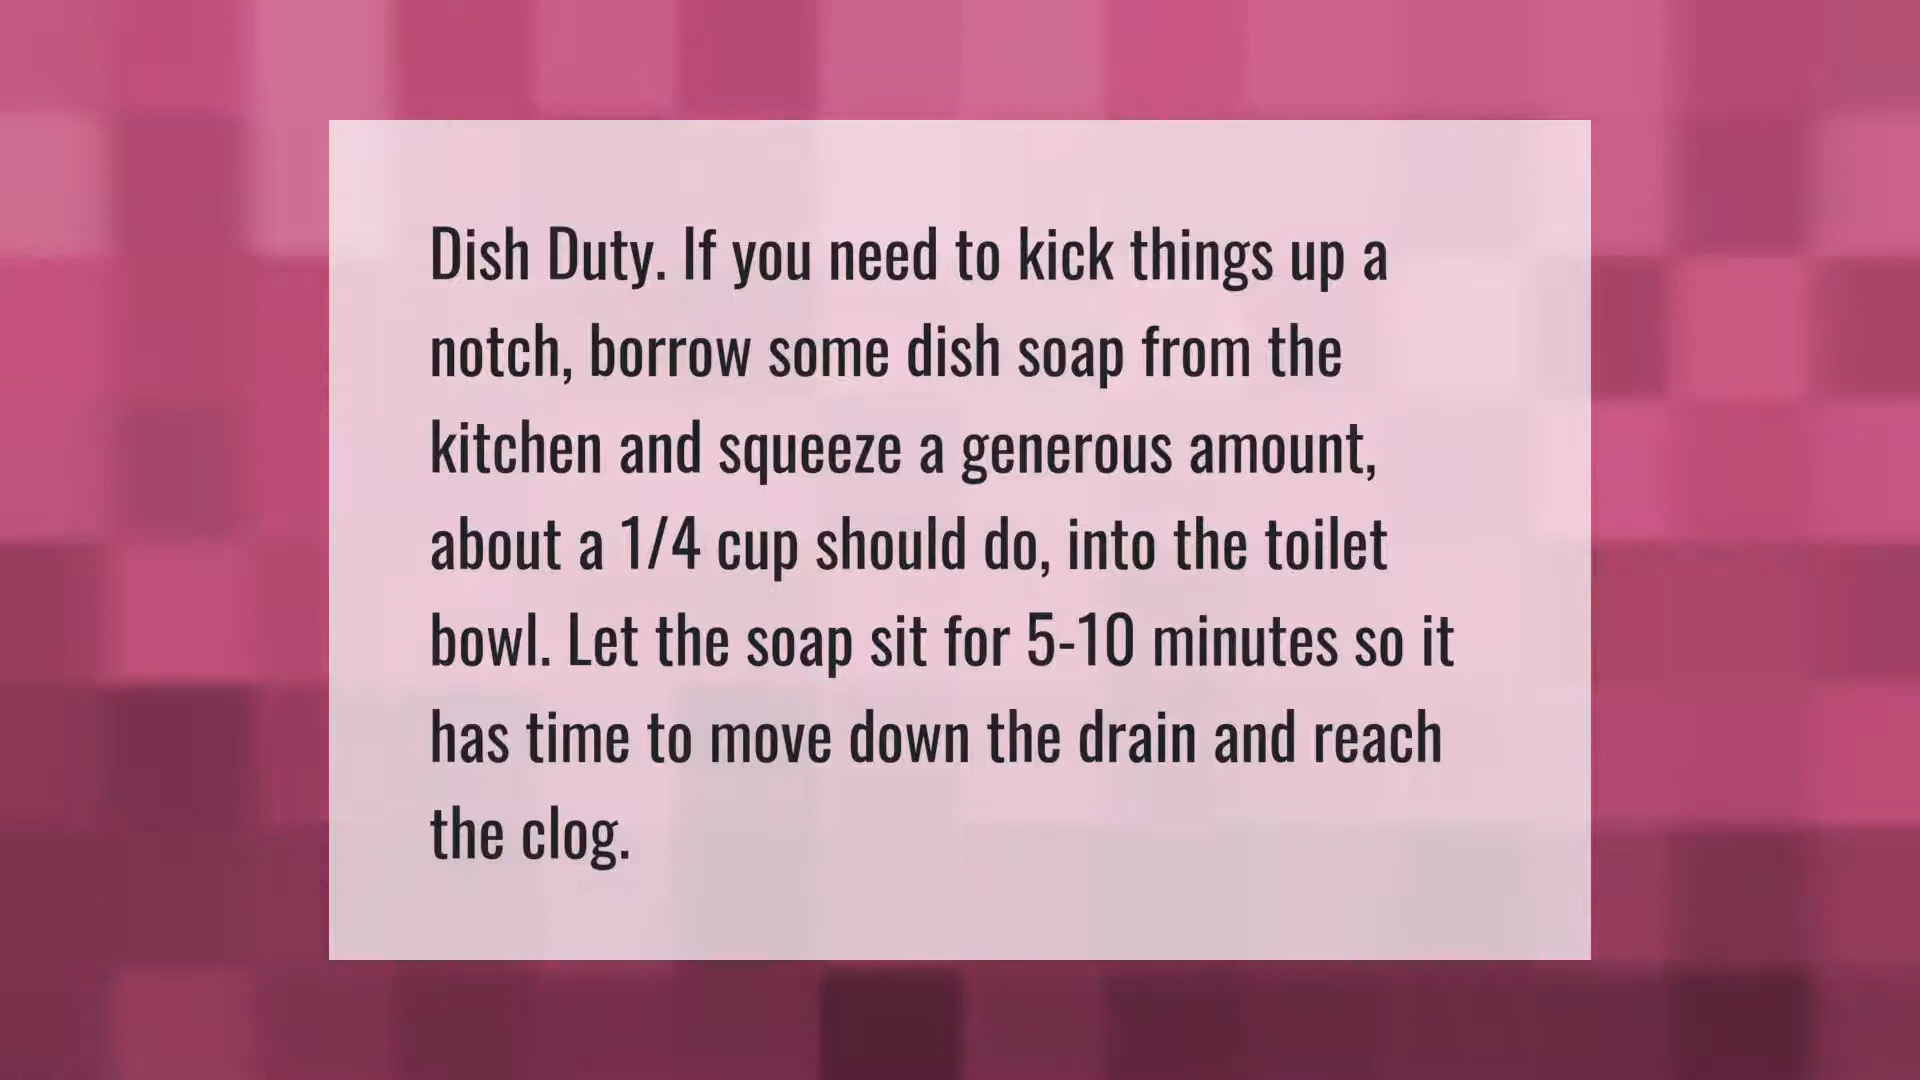 Dish Duty. If you need to kick things up a
notch, borrow some dish soap from the
kitchen and squeeze a generous amount,
about a 1/4 cup should do, into the toilet
bowl. Let the soap sit for 5-10 minutes so it
has time to move down the drain and reach
the clog.